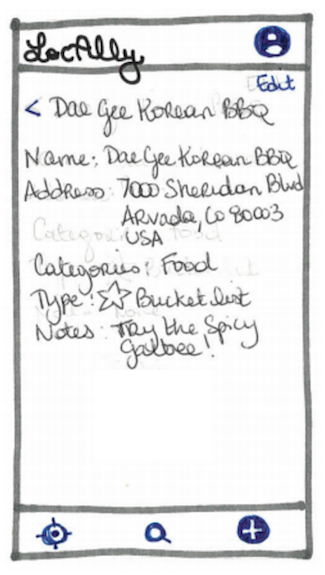 LocAlly
Edit
< Dae Gee Korean BBQ
Name: Dae Gee Korean BBQ
Address: 7000 Sheridan Blvd
Arvada, CO 80003
USA
Categories: Food
Type: ☆ Bucket list
Notes: Try the Spicy
galbee!